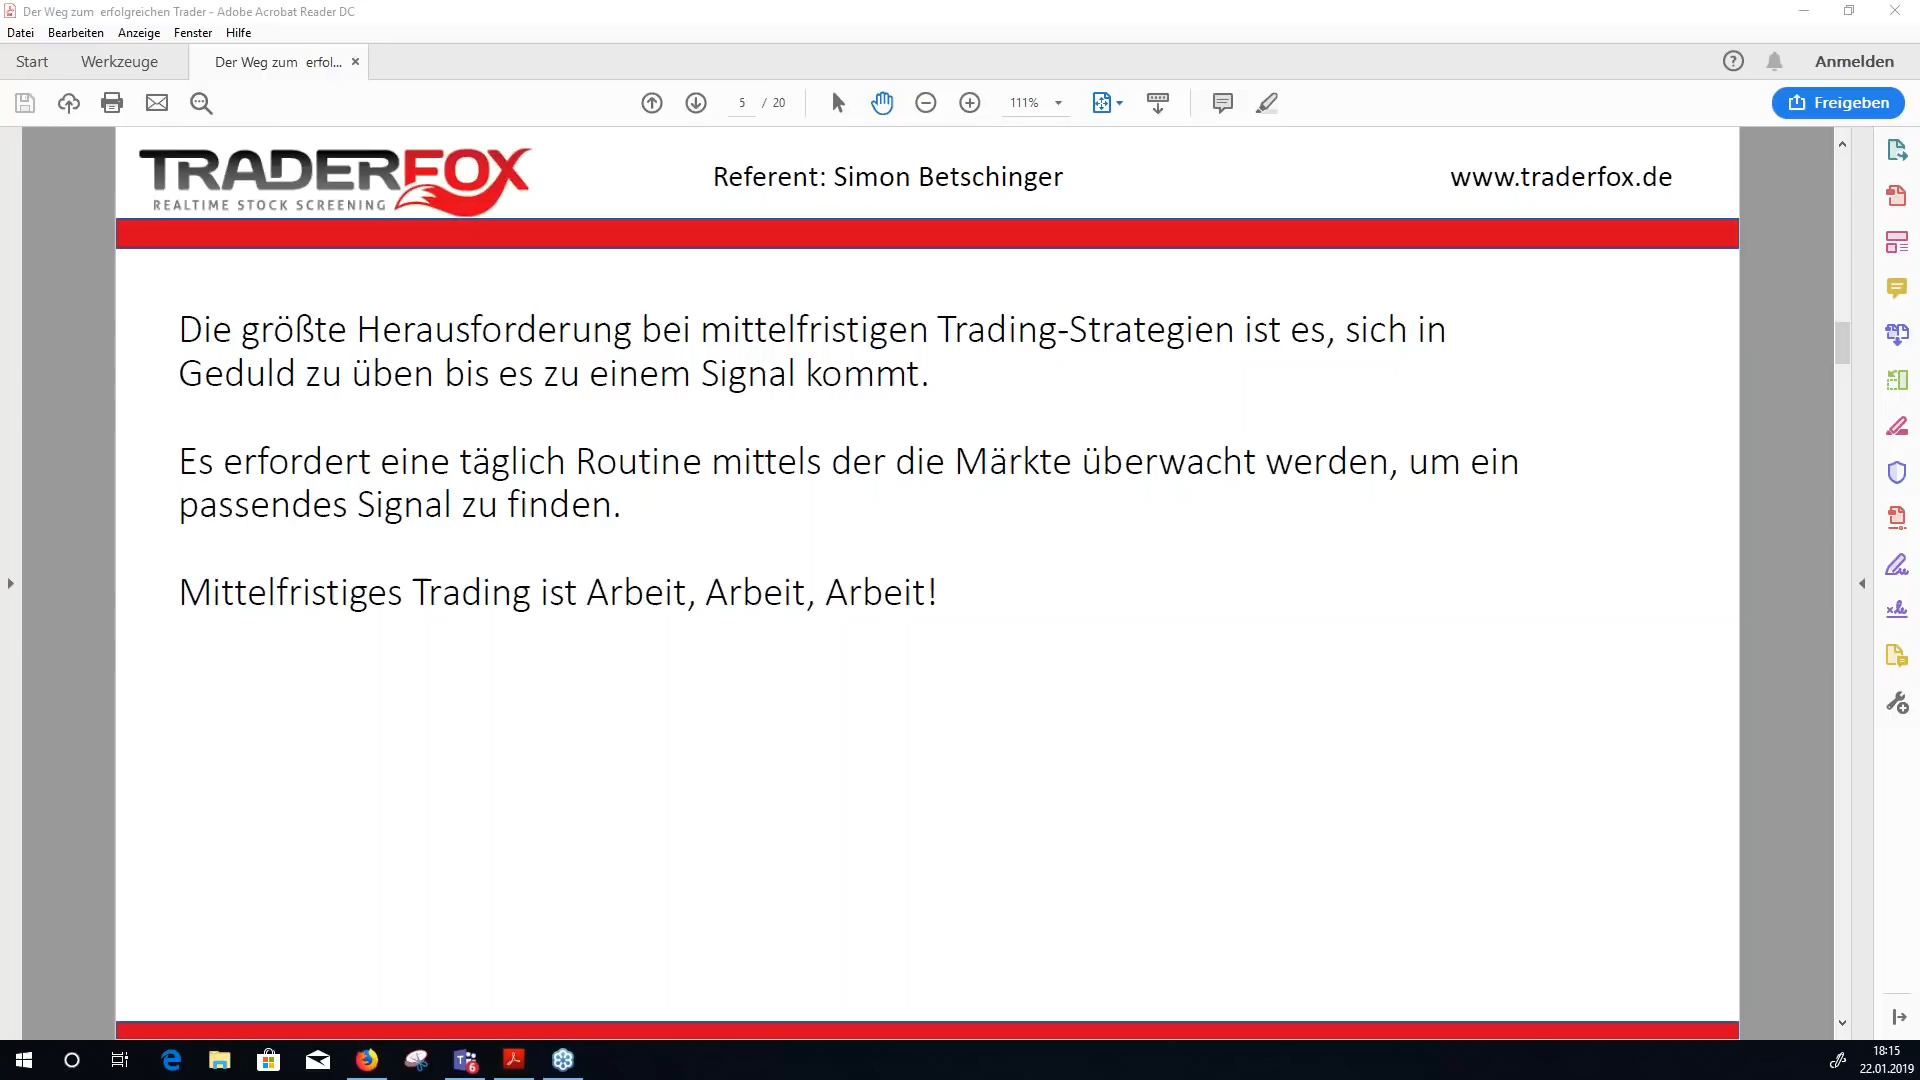 Der Weg zum  erfolgreichen Trader - Adobe Acrobat Reader DC
Datei Bearbeiten Anzeige Fenster Hilfe
Start Werkzeuge Der Weg zum  erfol... × Anmelden
5 / 20 111% Freigeben
TRADERFOX
REALTIME STOCK SCREENING
Referent: Simon Betschinger
www.traderfox.de
Die größte Herausforderung bei mittelfristigen Trading-Strategien ist es, sich in
Geduld zu üben bis es zu einem Signal kommt.
Es erfordert eine täglich Routine mittels der die Märkte überwacht werden, um ein
passendes Signal zu finden.
Mittelfristiges Trading ist Arbeit, Arbeit, Arbeit!
6
18:15
22.01.2019